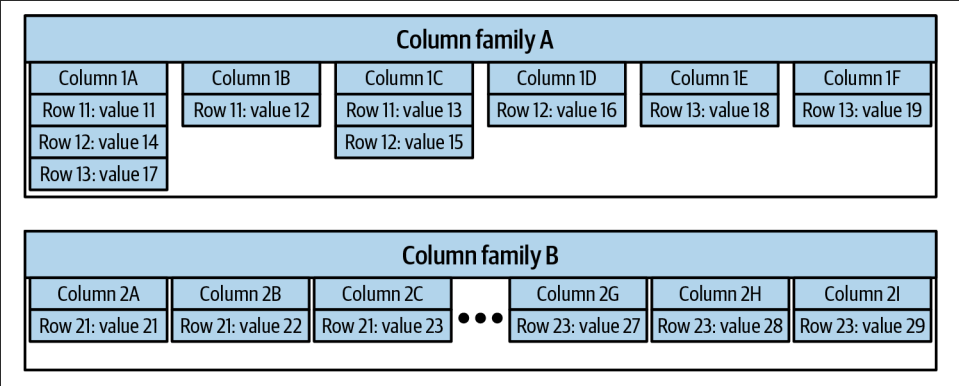 Column family A
Column 1A Column 1B Column 1C Column 1D Column 1E Column 1F
Row 11: value 11 Row 11: value 12 Row 11: value 13 Row 12: value 16 Row 13: value 18 Row 13: value 19
Row 12: value 14 Row 12: value 15
Row 13: value 17
Column family B
Column 2A Column 2B Column 2C Column 2G Column 2H Column 2I
Row 21: value 21 Row 21: value 22 Row 21: value 23 ••• Row 23: value 27 Row 23: value 28 Row 23: value 29